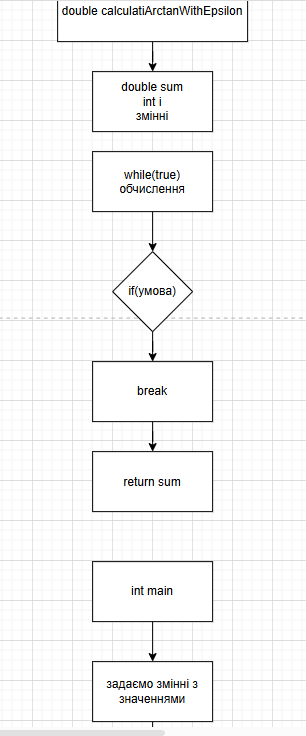 double calculatiArctanWithEpsilon
double sum
int i
змінні
while(true)
обчислення
if(умова)
break
return sum
int main
задаємо змінні з
значеннями